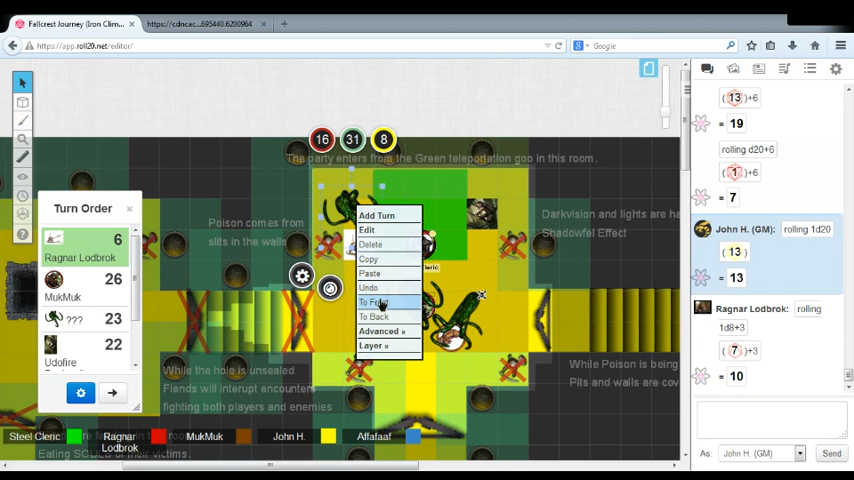 Fallcrest Journey (Iron Climb...
https://cdncac...695440.6200964
https://app.roll20.net/editor/
Google
16
31
8
The party enters from the Green teleportation goo in this room.
Poison comes from
slits in the walls
Darkvision and lights are ha
Shadowfel Effect
Turn Order
6
Ragnar Lodbrok
26
MukMuk
23
???
22
Udofire
Add Turn
Edit
Delete
Copy
Paste
Undo
To Front
To Back
Advanced »
Layer »
Cleric
While the hole is unsealed
Fiends will interrupt encounters
fighting both players and enemies
Eating SOULS of their victims.
While Poison is being
Pits and walls are cov
Steel Cleric
Ragnar
Lodbrok
MukMuk
John H.
Affafaaf
( 13 )+6
= 19
rolling d20+6
( 1 )+6
= 7
John H. (GM): rolling 1d20
( 13 )
= 13
Ragnar Lodbrok: rolling
1d8+3
( 7 )+3
= 10
As: John H. (GM)
Send